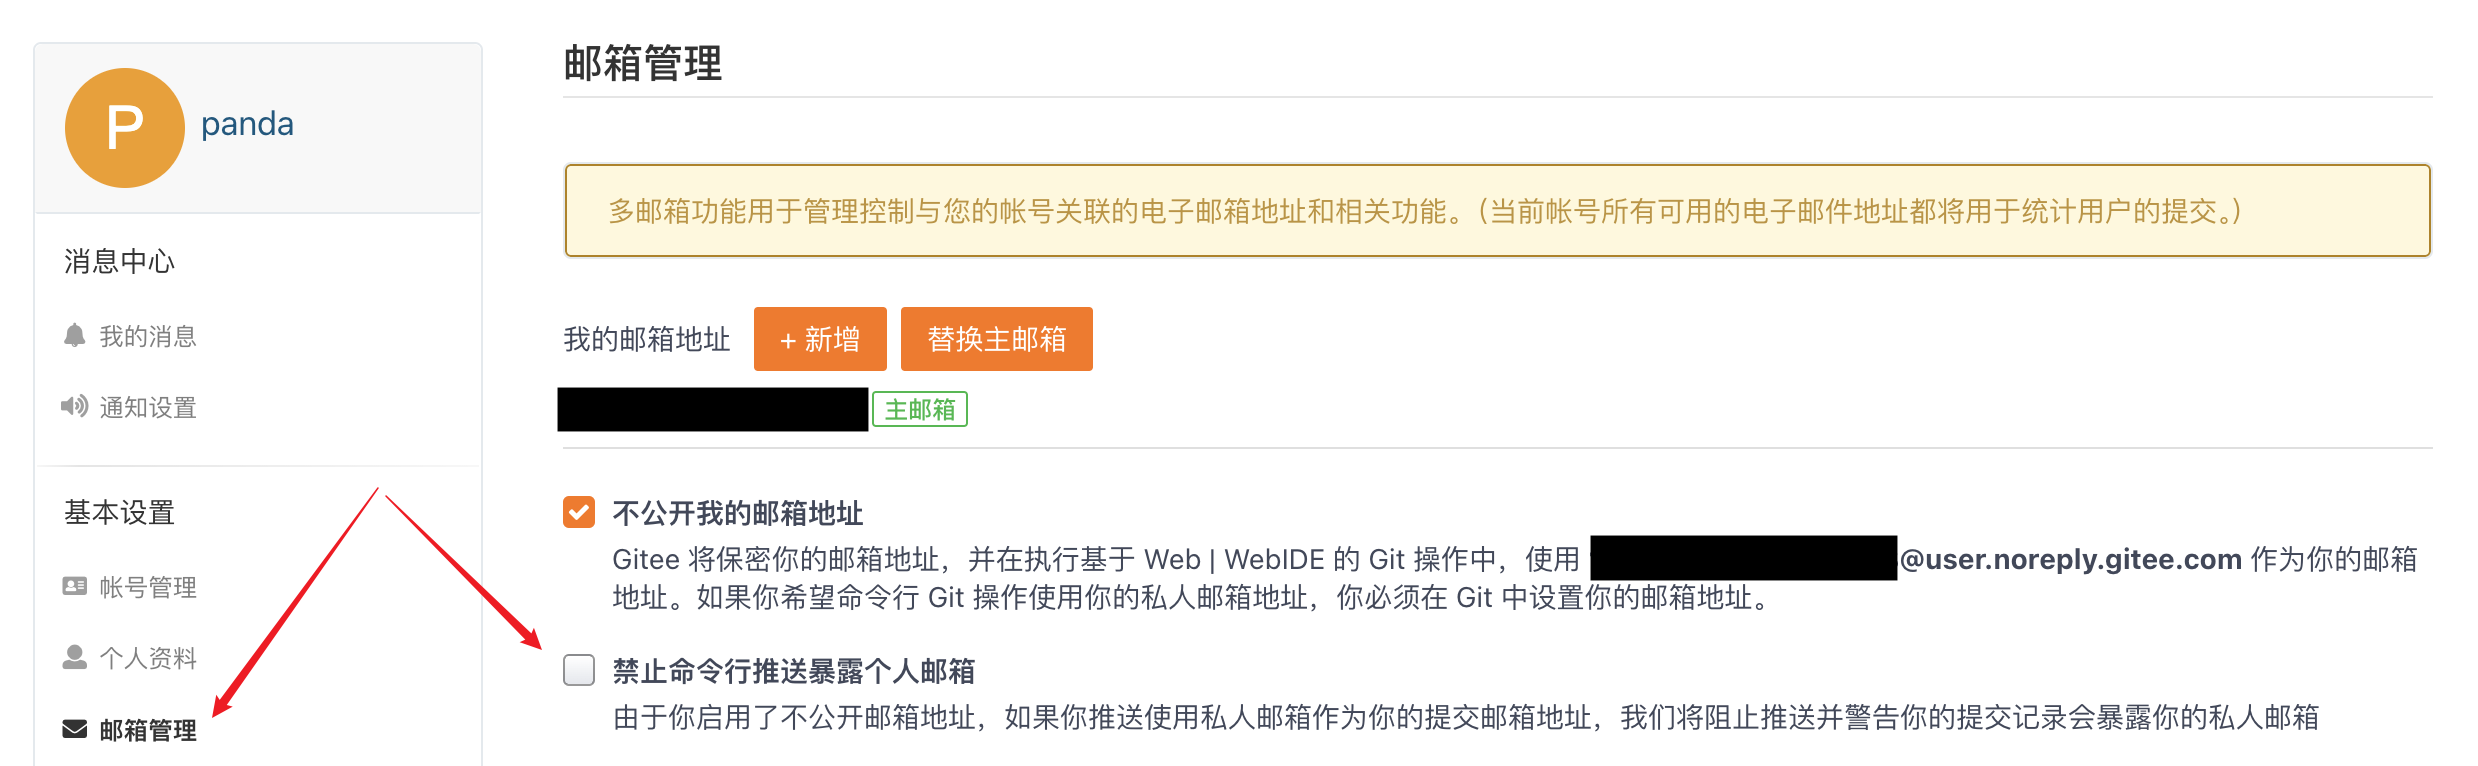 P
panda
消息中心
我的消息
通知设置
基本设置
帐号管理
个人资料
邮箱管理
邮箱管理
多邮箱功能用于管理控制与您的帐号关联的电子邮箱地址和相关功能。（当前帐号所有可用的电子邮件地址都将用于统计用户的提交。）
我的邮箱地址 + 新增 替换主邮箱
主邮箱
不公开我的邮箱地址
Gitee 将保密你的邮箱地址，并在执行基于 Web | WebIDE 的 Git 操作中，使用 @user.noreply.gitee.com 作为你的邮箱
地址。如果你希望命令行 Git 操作使用你的私人邮箱地址，你必须在 Git 中设置你的邮箱地址。
禁止命令行推送暴露个人邮箱
由于你启用了不公开邮箱地址，如果你推送使用私人邮箱作为你的提交邮箱地址，我们将阻止推送并警告你的提交记录会暴露你的私人邮箱